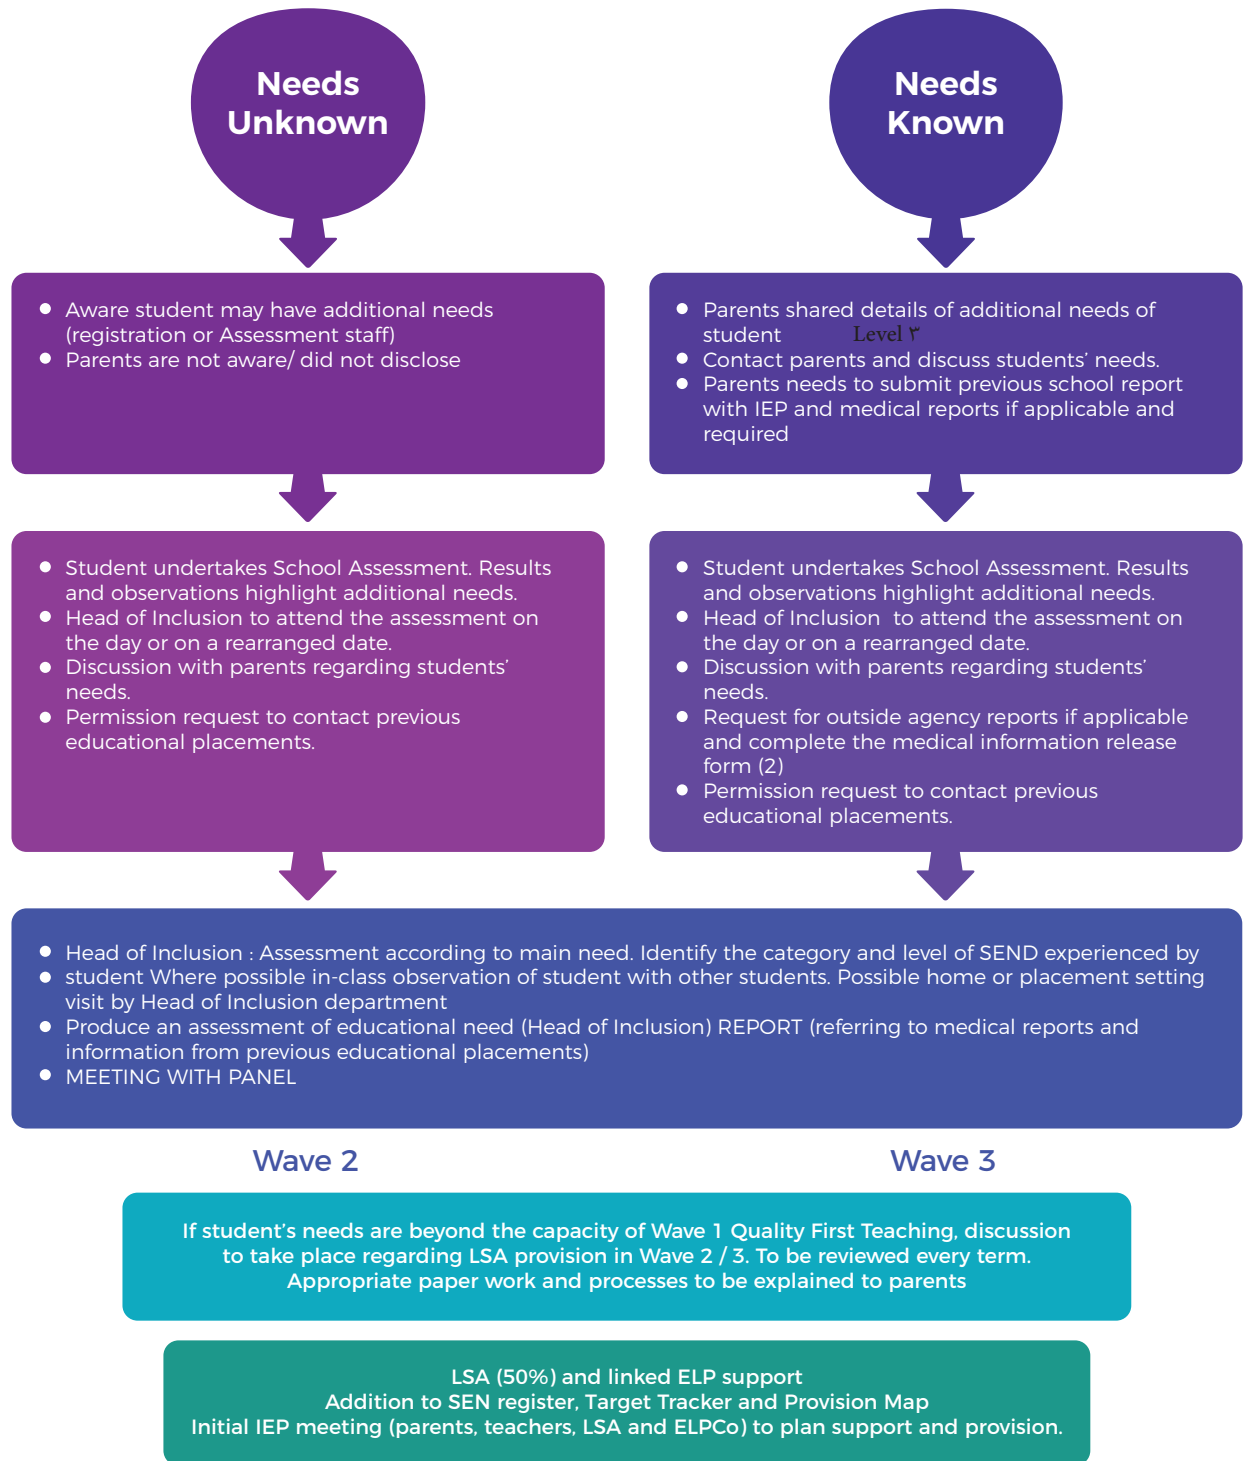 Needs
Unknown
Needs
Known
• Aware student may have additional needs
(registration or Assessment staff)
• Parents are not aware/ did not disclose
• Parents shared details of additional needs of
student Level ٣
• Contact parents and discuss students’ needs.
• Parents needs to submit previous school report
with IEP and medical reports if applicable and
required
• Student undertakes School Assessment. Results
and observations highlight additional needs.
• Head of Inclusion to attend the assessment on
the day or on a rearranged date.
• Discussion with parents regarding students’
needs.
• Permission request to contact previous
educational placements.
• Student undertakes School Assessment. Results
and observations highlight additional needs.
• Head of Inclusion to attend the assessment on
the day or on a rearranged date.
• Discussion with parents regarding students’
needs.
• Request for outside agency reports if applicable
and complete the medical information release
form (2)
• Permission request to contact previous
educational placements.
• Head of Inclusion : Assessment according to main need. Identify the category and level of SEND experienced by
• student Where possible in-class observation of student with other students. Possible home or placement setting
visit by Head of Inclusion department
• Produce an assessment of educational need (Head of Inclusion) REPORT (referring to medical reports and
information from previous educational placements)
• MEETING WITH PANEL
Wave 2
Wave 3
If student’s needs are beyond the capacity of Wave 1 Quality First Teaching, discussion
to take place regarding LSA provision in Wave 2 / 3. To be reviewed every term.
Appropriate paper work and processes to be explained to parents
LSA (50%) and linked ELP support
Addition to SEN register, Target Tracker and Provision Map
Initial IEP meeting (parents, teachers, LSA and ELPCo) to plan support and provision.